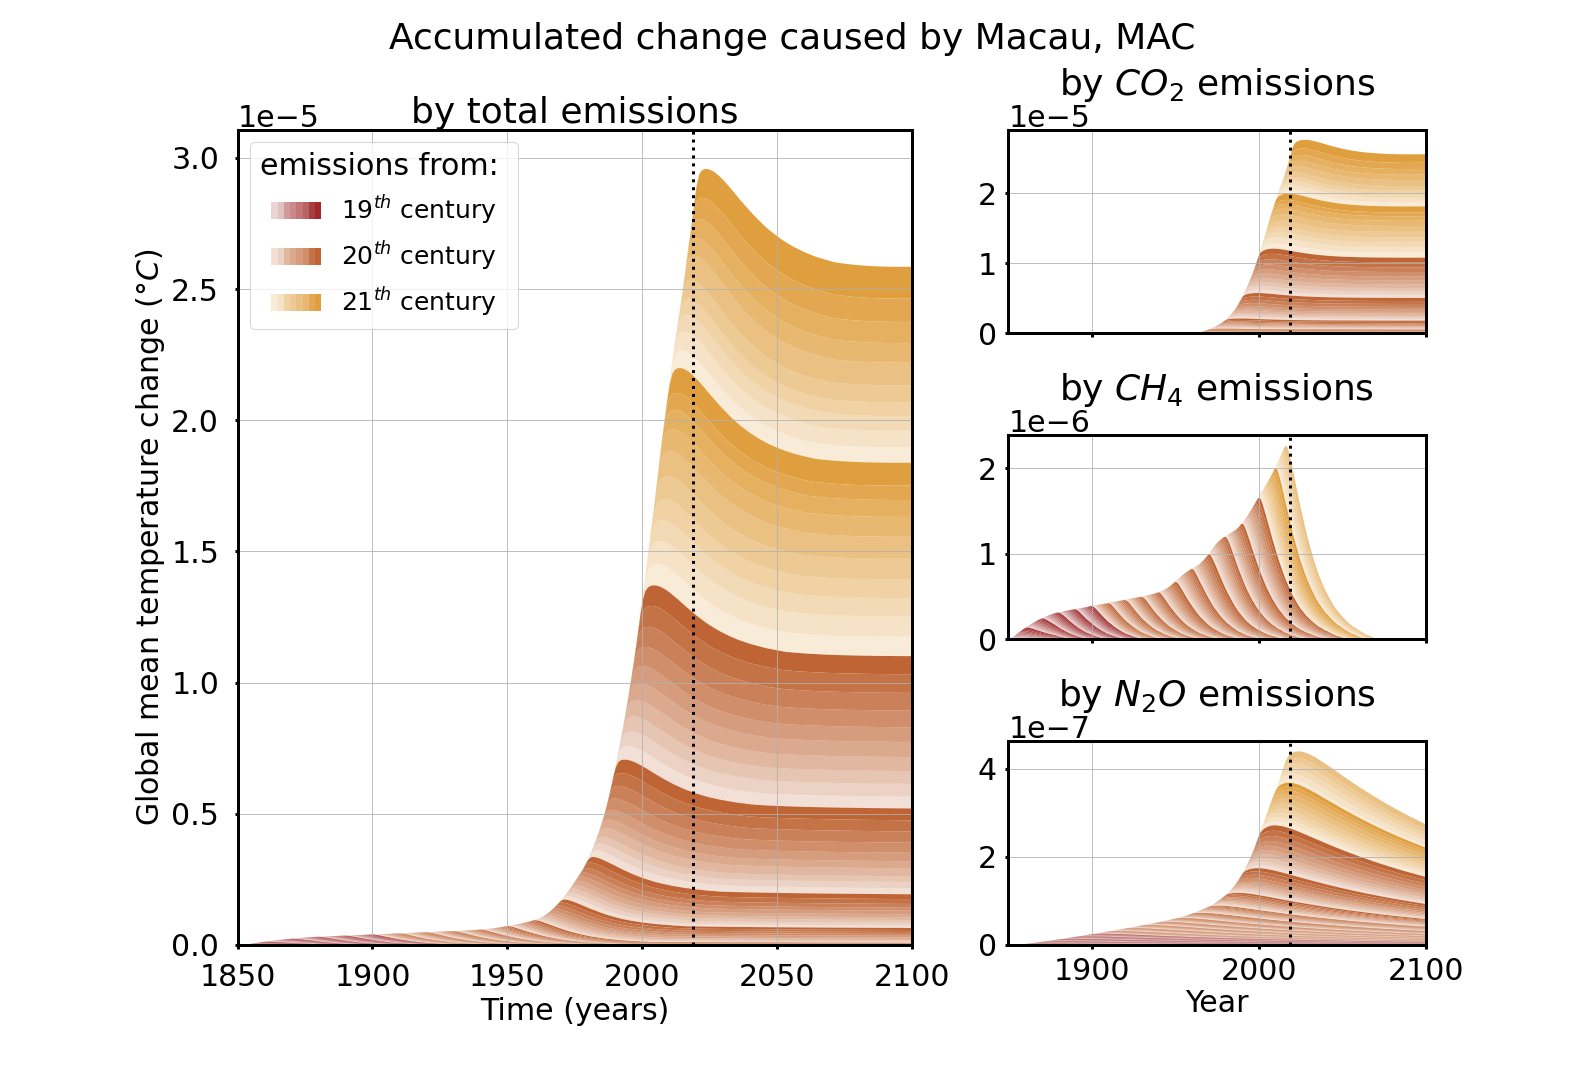 Accumulated change caused by Macau, MAC
by total emissions
1e−5
3.0
2.5
2.0
1.5
1.0
0.5
0.0
Global mean temperature change (°C)
emissions from:
19th century
20th century
21th century
1850 1900 1950 2000 2050 2100
Time (years)
by CO2 emissions
1e−5
2
1
0
by CH4 emissions
1e−6
2
1
0
by N2O emissions
1e−7
4
2
0
1900 2000 2100
Year